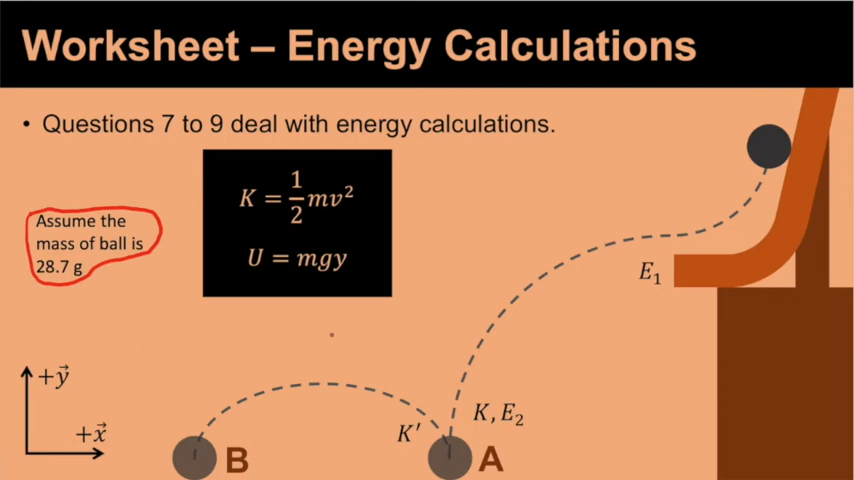 Worksheet – Energy Calculations
• Questions 7 to 9 deal with energy calculations.
Assume the
mass of ball is
28.7 g
K = 1/2 mv²
U = mgy
E₁
+y⃗
+x⃗
K, E₂
K′
B
A